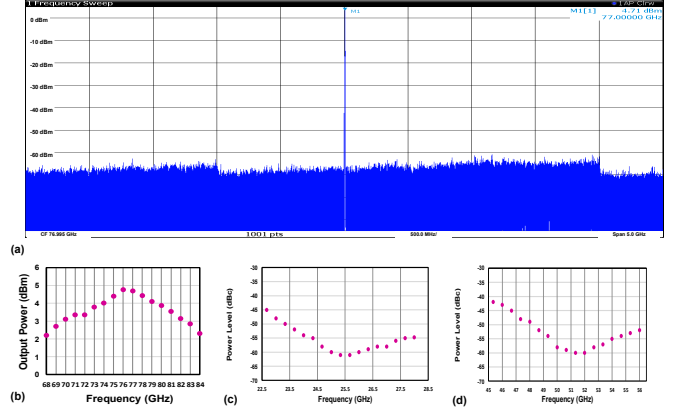 1 Frequency Sweep
1AP Clrw
M1
M1[1] 4.71 dBm
77.00000 GHz
0 dBm
-10 dBm
-20 dBm
-30 dBm
-40 dBm
-50 dBm
-60 dBm
CF 76.995 GHz 1001 pts 500.0 MHz/ Span 5.0 GHz
(a)
6
5
4
3
2
1
0
Output Power (dBm)
68 69 70 71 72 73 74 75 76 77 78 79 80 81 82 83 84
Frequency (GHz)
(b)
-30
-35
-40
-45
-50
-55
-60
-65
-70
Power Level (dBc)
22.5 23.5 24.5 25.5 26.5 27.5 28.5
Frequency (GHz)
(c)
-30
-35
-40
-45
-50
-55
-60
-65
-70
Power Level (dBc)
45 46 47 48 49 50 51 52 53 54 55 56
Frequency (GHz)
(d)